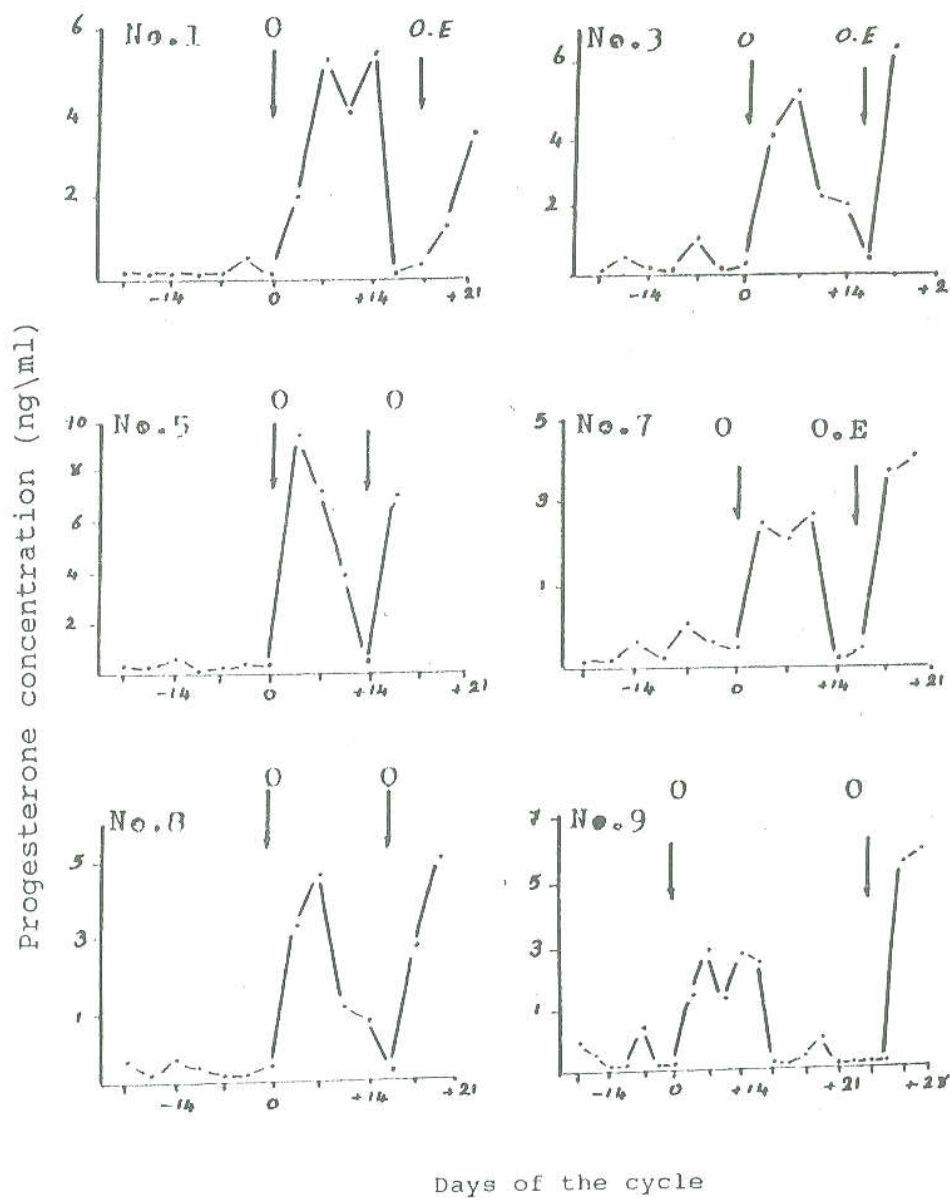 No.1 O O.E
6
4
2
-14 0 +14 +21
No.3 O O.E
6
4
2
-14 0 +14 +2
No.5 O O
10
8
6
4
2
-14 0 +14 +21
No.7 O O.E
5
3
1
-14 0 +14 +21
No.8 O O
5
3
1
-14 0 +14 +21
No.9 O O
7
5
3
1
-14 0 +14 +21 +28
Progesterone concentration (ng\ml)
Days of the cycle